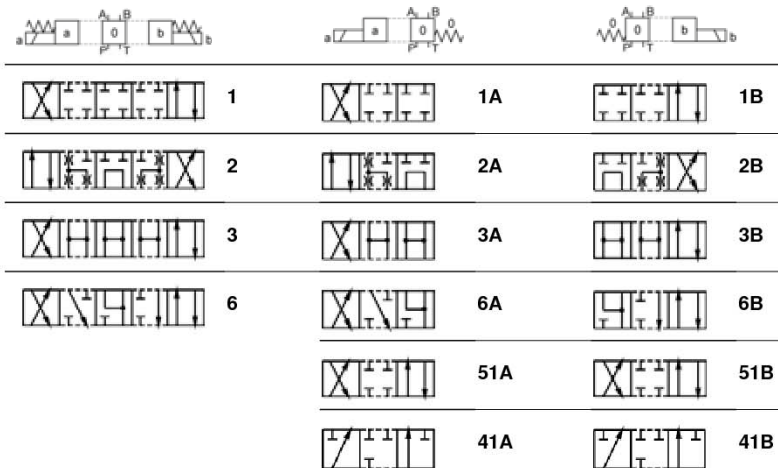 A B
a a 0 b b
P T
A B
a a 0 0
P T
A B
0 0 b b
P T
1 1A 1B
2 2A 2B
3 3A 3B
6 6A 6B
51A 51B
41A 41B